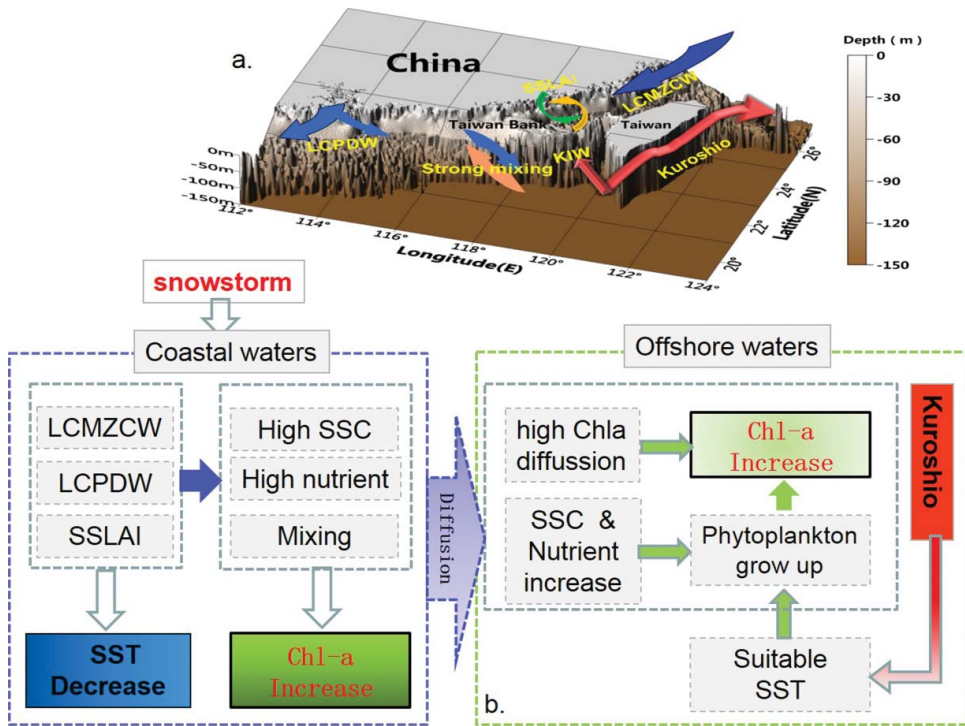 a.
China
Depth ( m )
0
-30
-60
-90
-120
-150
SSLAI
LCMZCW
Taiwan Bank
Taiwan
LCPDW
Strong mixing
KIW
Kuroshio
0m
-50m
-100m
-150m
112°
114°
116°
118°
120°
122°
124°
Longitude(E)
20°
22°
24°
26°
Latitude(N)
snowstorm
Coastal waters
LCMZCW
LCPDW
SSLAI
High SSC
High nutrient
Mixing
SST
Decrease
Chl-a
Increase
Diffusion
Offshore waters
high Chla
diffussion
Chl-a
Increase
SSC &
Nutrient
increase
Phytoplankton
grow up
Suitable
SST
Kuroshio
b.